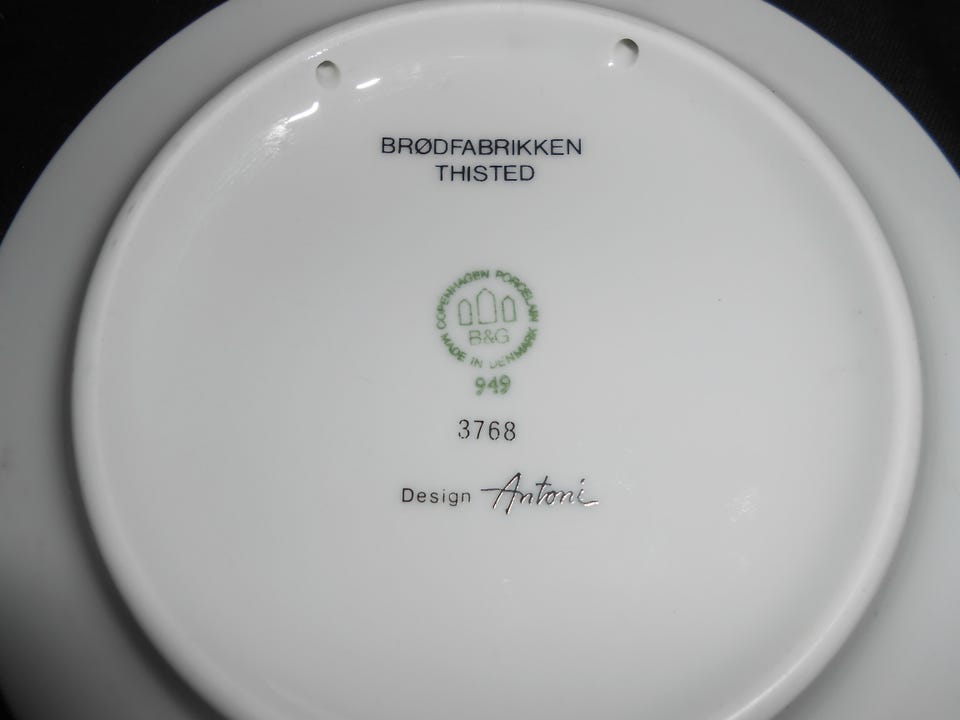 BRØDFABRIKKEN
THISTED
COPENHAGEN PORCELAIN
B&G
MADE IN DENMARK
949
3768
Design Antoni